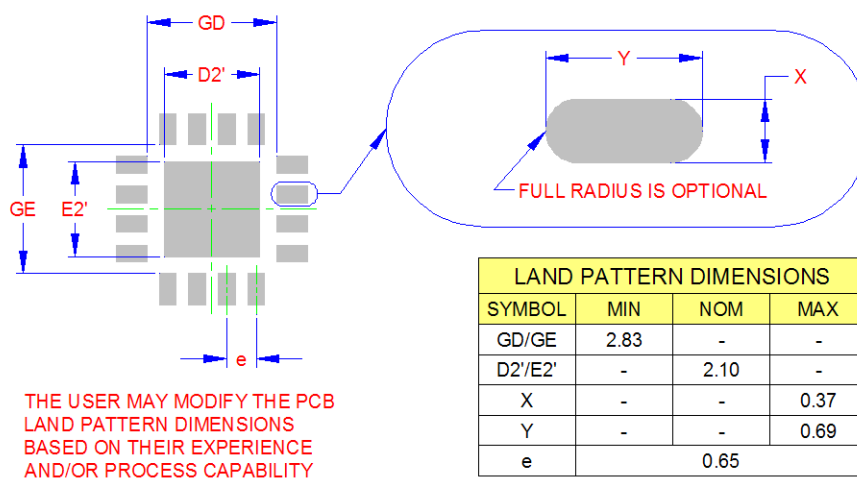 GD
D2'
GE
E2'
e
Y
X
FULL RADIUS IS OPTIONAL
THE USER MAY MODIFY THE PCB
LAND PATTERN DIMENSIONS
BASED ON THEIR EXPERIENCE
AND/OR PROCESS CAPABILITY
LAND PATTERN DIMENSIONS
SYMBOL MIN NOM MAX
GD/GE 2.83 - -
D2'/E2' - 2.10 -
X - - 0.37
Y - - 0.69
e 0.65